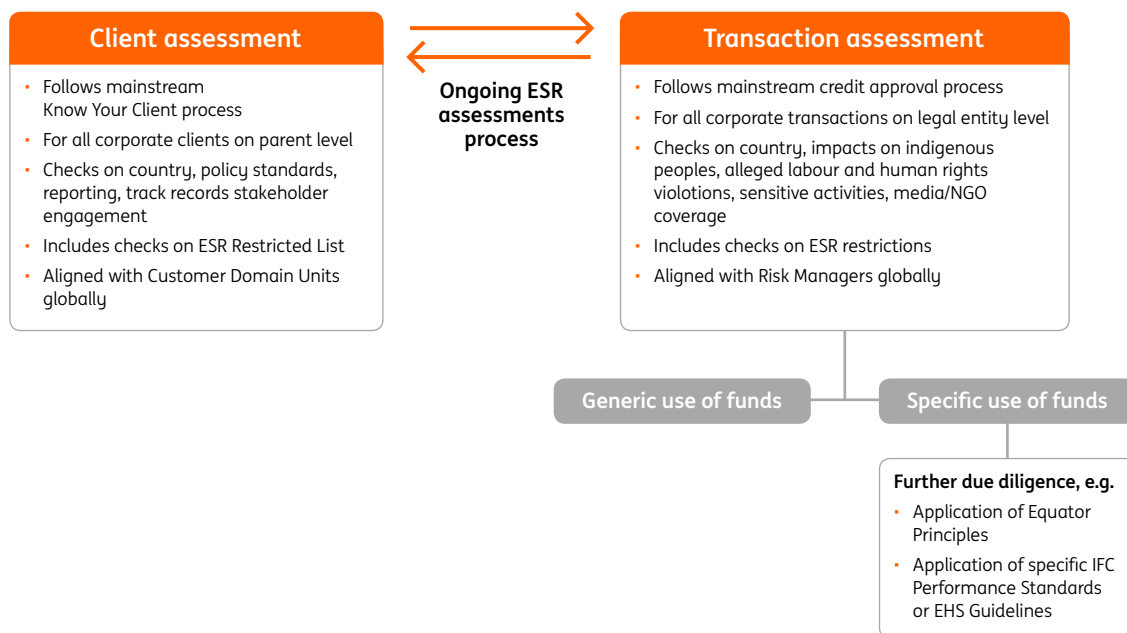 Client assessment
• Follows mainstream
Know Your Client process
• For all corporate clients on parent level
• Checks on country, policy standards,
reporting, track records stakeholder
engagement
• Includes checks on ESR Restricted List
• Aligned with Customer Domain Units
globally
Ongoing ESR
assessments
process
Transaction assessment
• Follows mainstream credit approval process
• For all corporate transactions on legal entity level
• Checks on country, impacts on indigenous
peoples, alleged labour and human rights
violotions, sensitive activities, media/NGO
coverage
• Includes checks on ESR restrictions
• Aligned with Risk Managers globally
Generic use of funds
Specific use of funds
Further due diligence, e.g.
• Application of Equator
Principles
• Application of specific IFC
Performance Standards
or EHS Guidelines